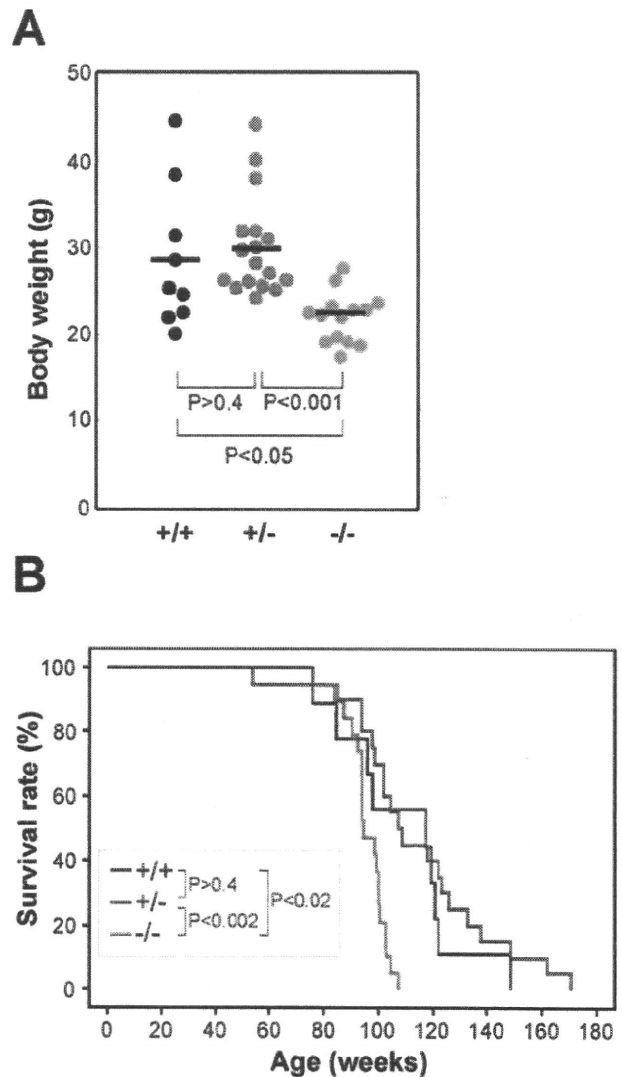 A
50
40
30
20
10
0
Body weight (g)
P>0.4 P<0.001
P<0.05
+/+ +/- -/-
B
100
80
60
40
20
0
Survival rate (%)
+/+
+/-
-/-
P>0.4
P<0.002
P<0.02
0 20 40 60 80 100 120 140 160 180
Age (weeks)